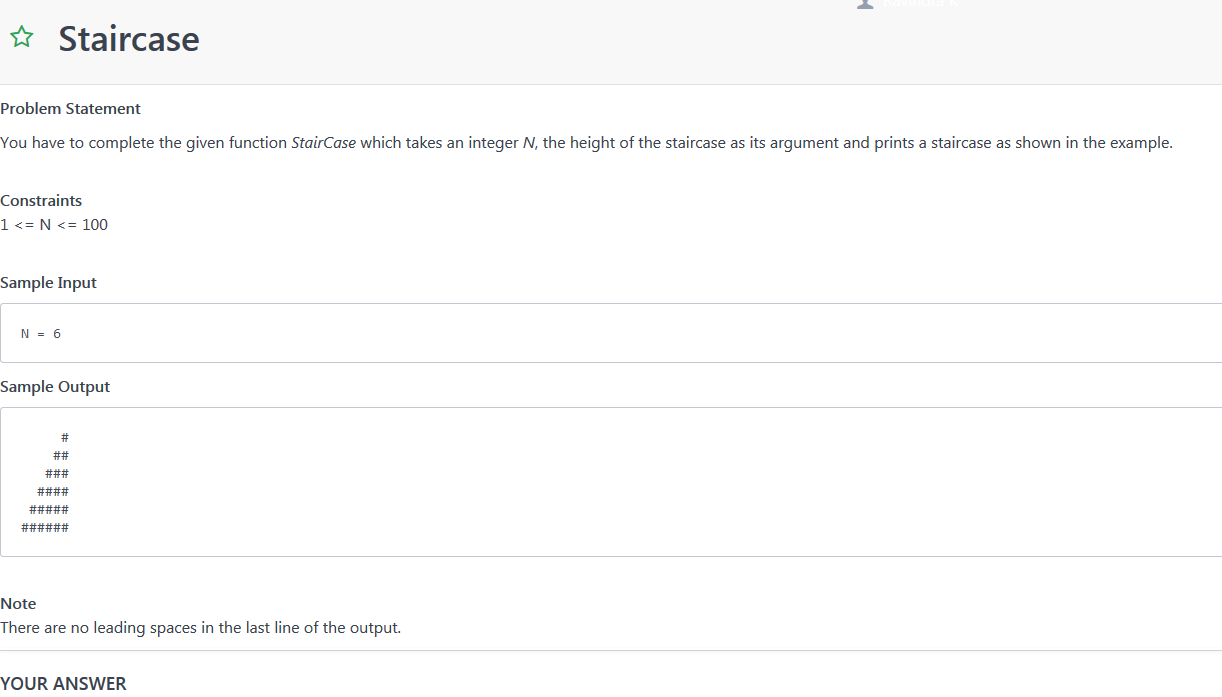 Staircase
Problem Statement
You have to complete the given function StairCase which takes an integer N, the height of the staircase as its argument and prints a staircase as shown in the example.
Constraints
1 <= N <= 100
Sample Input
N = 6
Sample Output
     #
    ##
   ###
  ####
 #####
######
Note
There are no leading spaces in the last line of the output.
YOUR ANSWER